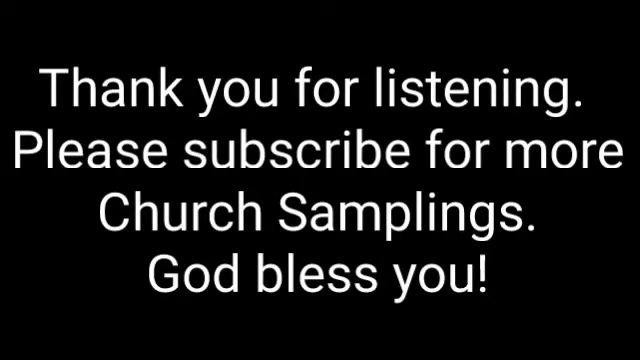 Thank you for listening.
Please subscribe for more
Church Samplings.
God bless you!